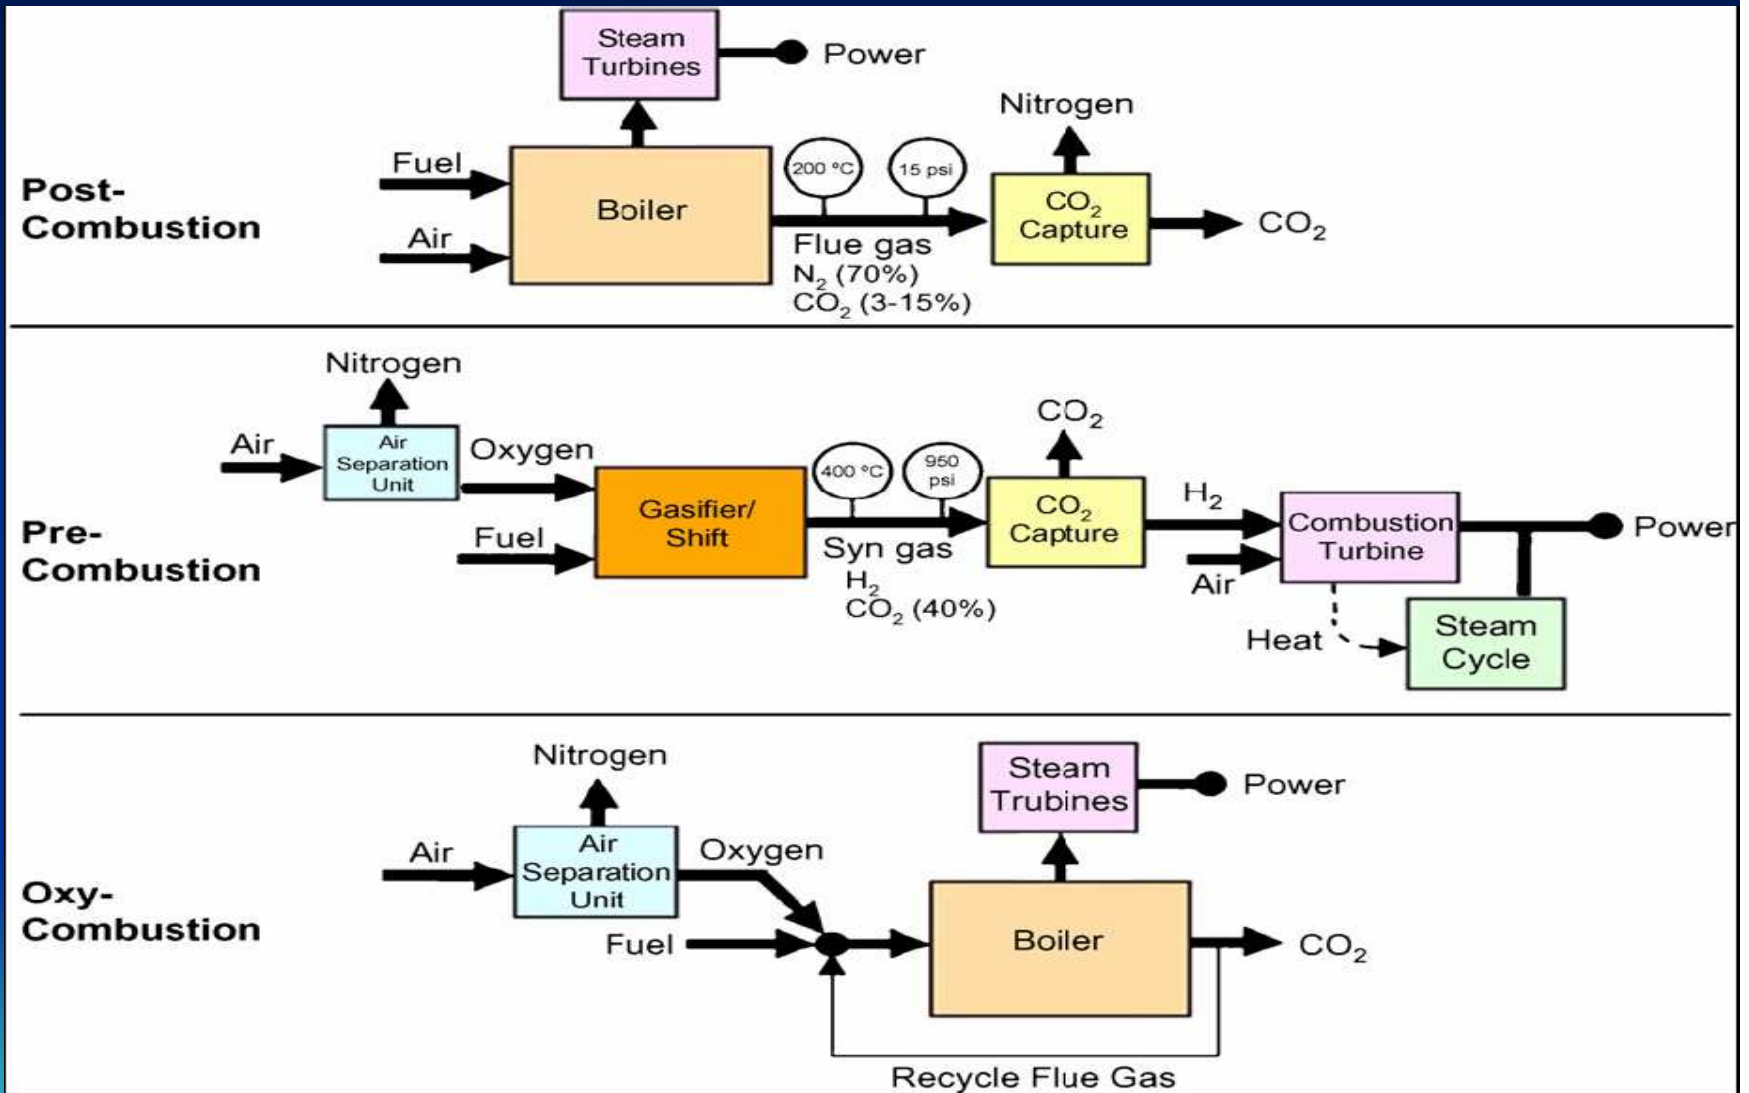 Steam
Turbines
Power
Nitrogen
Fuel
Air
Post-
Combustion
Boiler
200 °C
15 psi
Flue gas
N₂ (70%)
CO₂ (3-15%)
CO₂
Capture
CO₂
Nitrogen
Air
Air
Separation
Unit
Oxygen
Fuel
Pre-
Combustion
Gasifier/
Shift
400 °C
950
psi
Syn gas
H₂
CO₂ (40%)
CO₂
CO₂
Capture
H₂
Air
Combustion
Turbine
Power
Heat
Steam
Cycle
Nitrogen
Air
Air
Separation
Unit
Oxygen
Fuel
Oxy-
Combustion
Steam
Trubines
Power
Boiler
CO₂
Recycle Flue Gas